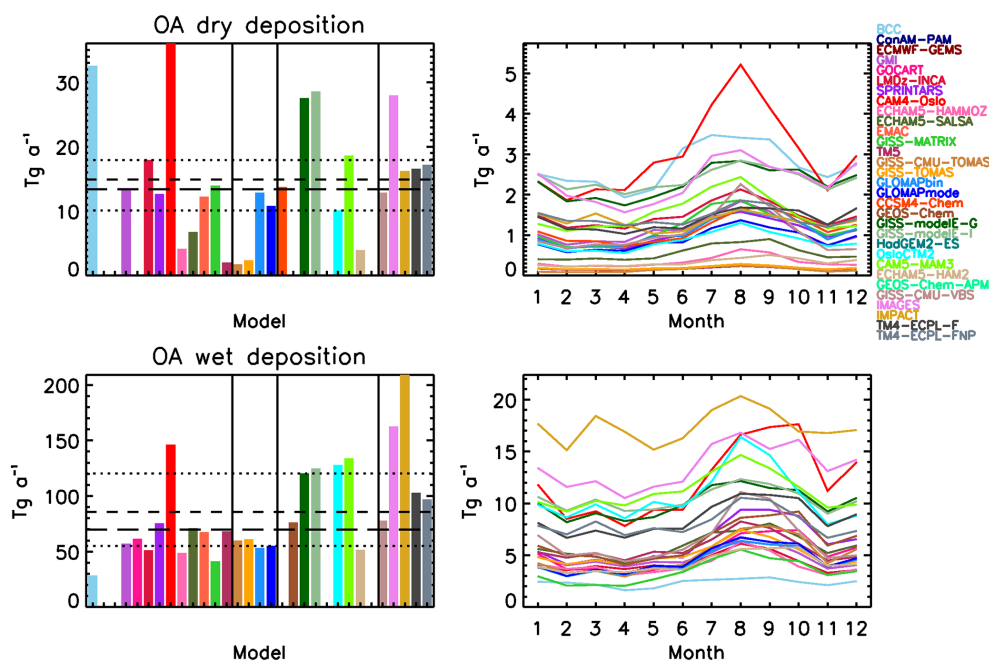 OA dry deposition
30
20
10
0
Tg a⁻¹
Model
5
4
3
2
1
0
Tg a⁻¹
1 2 3 4 5 6 7 8 9 10 11 12
Month
BCC
CanAM-PAM
ECMWF-GEMS
GMI
GOCART
LMDz-INCA
SPRINTARS
CAM4-Oslo
ECHAM5-HAMMOZ
ECHAM5-SALSA
EMAC
GISS-MATRIX
TM5
GISS-CMU-TOMAS
GISS-TOMAS
GLOMAPbin
GLOMAPmode
CCSM4-Chem
GEOS-Chem
GISS-modelE-G
GISS-modelE-I
HadGEM2-ES
OsloCTM2
CAM5-MAM3
ECHAM5-HAM2
GEOS-Chem-APM
GISS-CMU-VBS
IMAGES
IMPACT
TM4-ECPL-F
TM4-ECPL-FNP
OA wet deposition
200
150
100
50
0
Tg a⁻¹
Model
20
15
10
5
0
Tg a⁻¹
1 2 3 4 5 6 7 8 9 10 11 12
Month